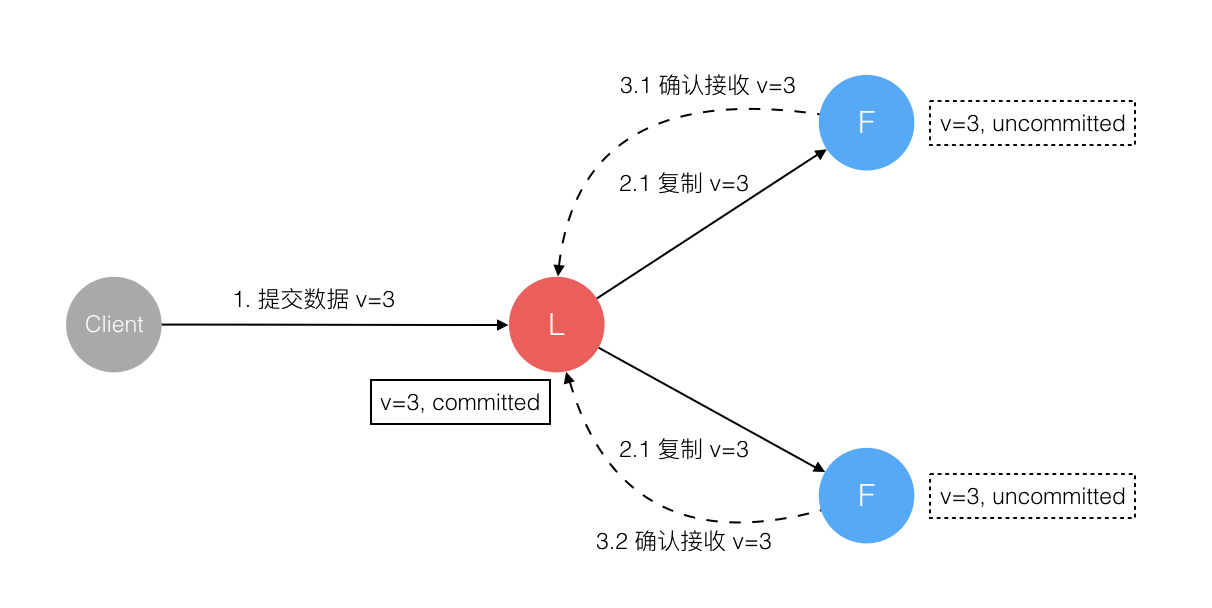 3.1 确认接收 v=3
F
v=3, uncommitted
2.1 复制 v=3
1. 提交数据 v=3
Client
L
v=3, committed
2.1 复制 v=3
F
v=3, uncommitted
3.2 确认接收 v=3